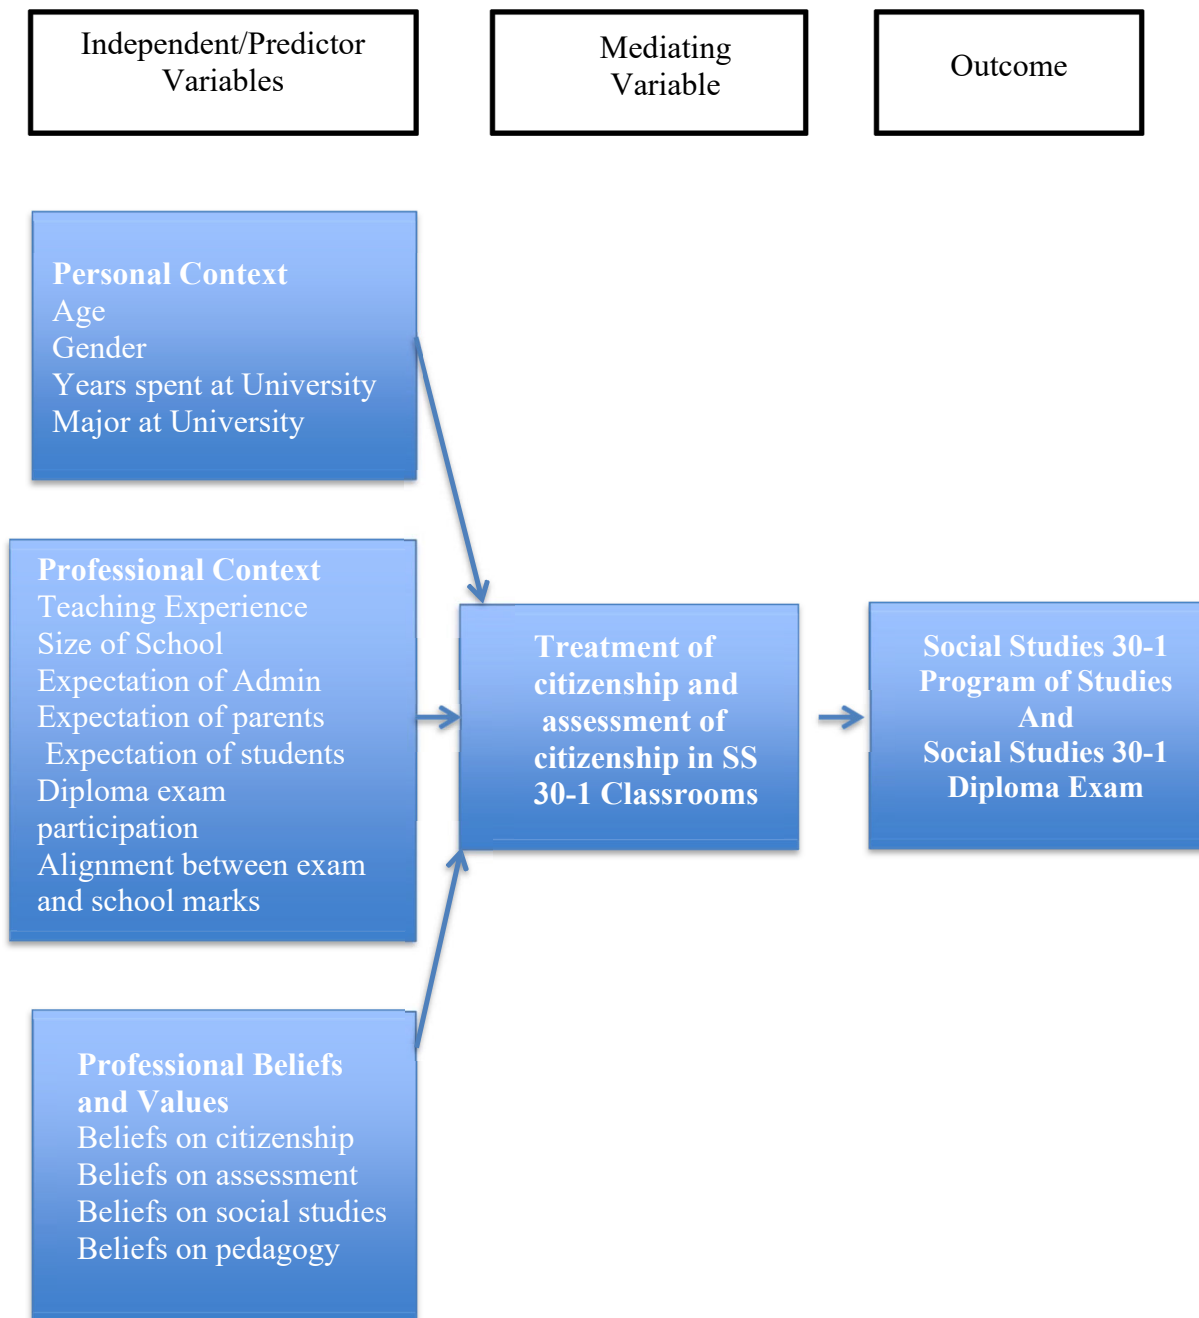 Independent/Predictor
Variables
Mediating
Variable
Outcome
Personal Context
Age
Gender
Years spent at University
Major at University
Professional Context
Teaching Experience
Size of School
Expectation of Admin
Expectation of parents
Expectation of students
Diploma exam
participation
Alignment between exam
and school marks
Treatment of
citizenship and
assessment of
citizenship in SS
30-1 Classrooms
Social Studies 30-1
Program of Studies
And
Social Studies 30-1
Diploma Exam
Professional Beliefs
and Values
Beliefs on citizenship
Beliefs on assessment
Beliefs on social studies
Beliefs on pedagogy